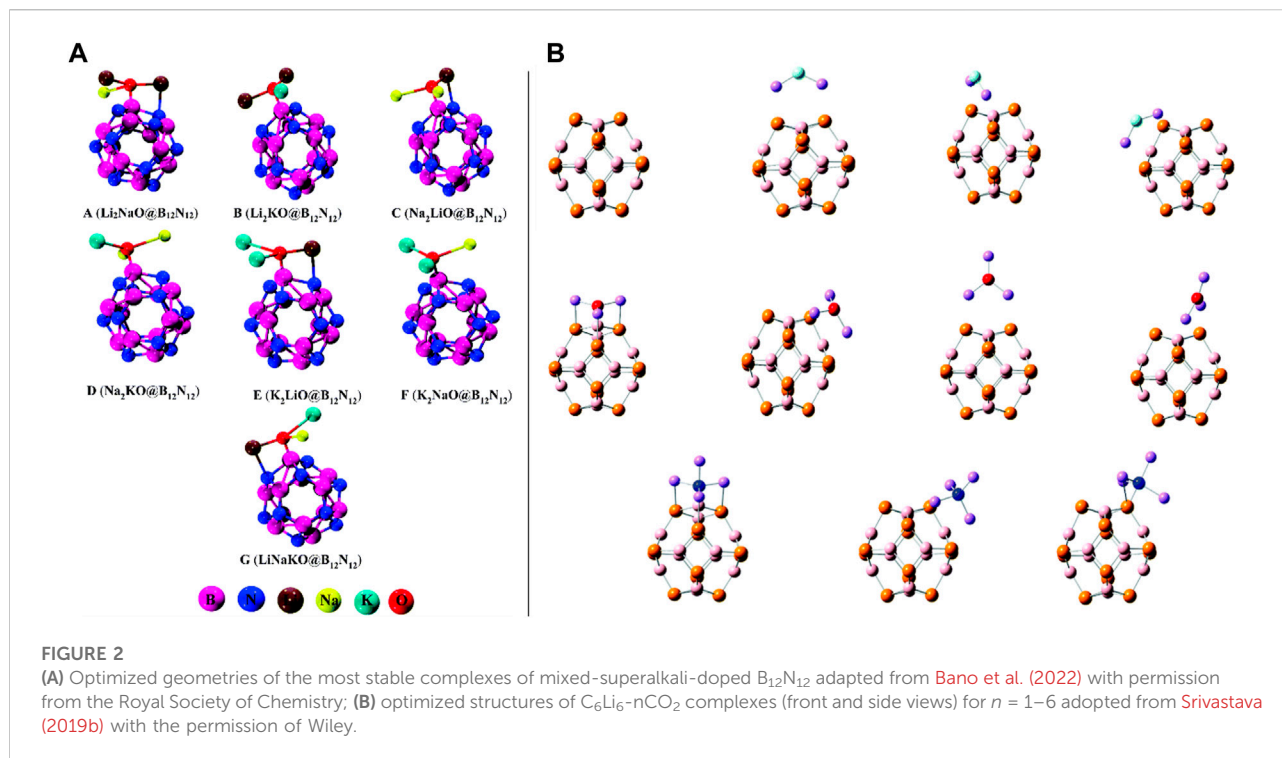 A
B
A (Li₂NaO@B₁₂N₁₂)
B (Li₂KO@B₁₂N₁₂)
C (Na₂LiO@B₁₂N₁₂)
D (Na₂KO@B₁₂N₁₂)
E (K₂LiO@B₁₂N₁₂)
F (K₂NaO@B₁₂N₁₂)
G (LiNaKO@B₁₂N₁₂)
B N Na K O
FIGURE 2
(A) Optimized geometries of the most stable complexes of mixed-superalkali-doped B₁₂N₁₂ adapted from Bano et al. (2022) with permission
from the Royal Society of Chemistry; (B) optimized structures of C₆Li₆-nCO₂ complexes (front and side views) for n = 1–6 adopted from Srivastava
(2019b) with the permission of Wiley.